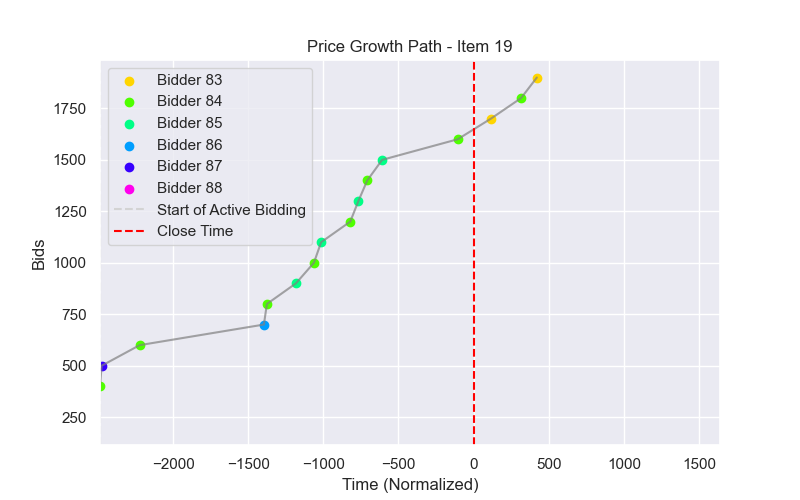 Price Growth Path - Item 19
Bidder 83
Bidder 84
Bidder 85
Bidder 86
Bidder 87
Bidder 88
Start of Active Bidding
Close Time
Bids
1750
1500
1250
1000
750
500
250
−2000 −1500 −1000 −500 0 500 1000 1500
Time (Normalized)